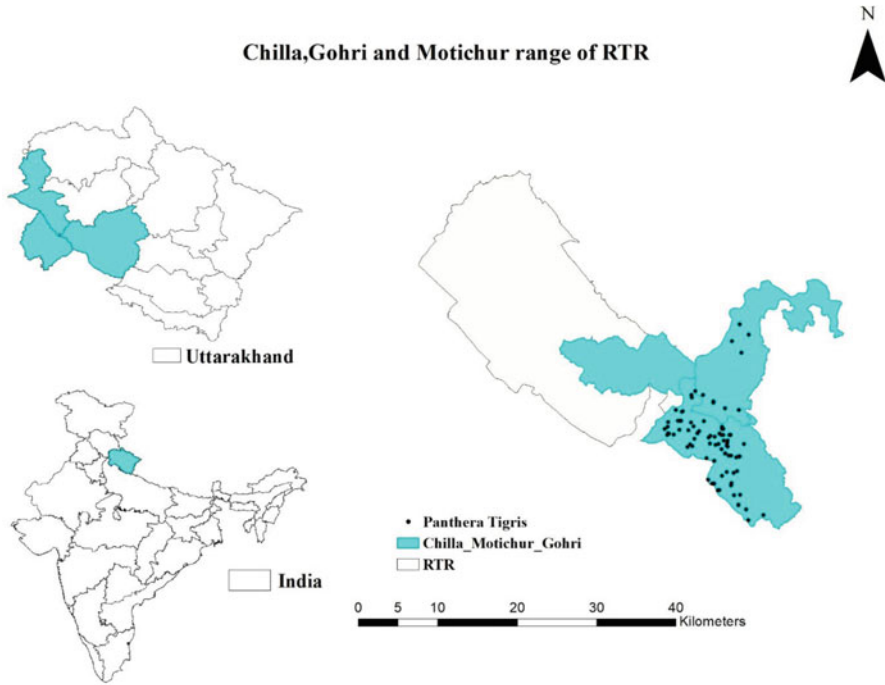 N
Chilla,Gohri and Motichur range of RTR
Uttarakhand
India
Panthera Tigris
Chilla_Motichur_Gohri
RTR
0 5 10 20 30 40
Kilometers